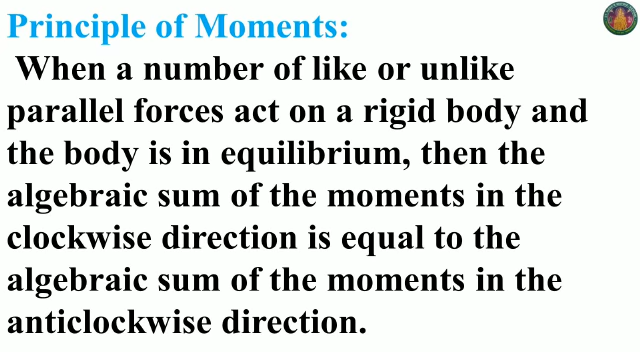 Principle of Moments:
When a number of like or unlike
parallel forces act on a rigid body and
the body is in equilibrium, then the
algebraic sum of the moments in the
clockwise direction is equal to the
algebraic sum of the moments in the
anticlockwise direction.